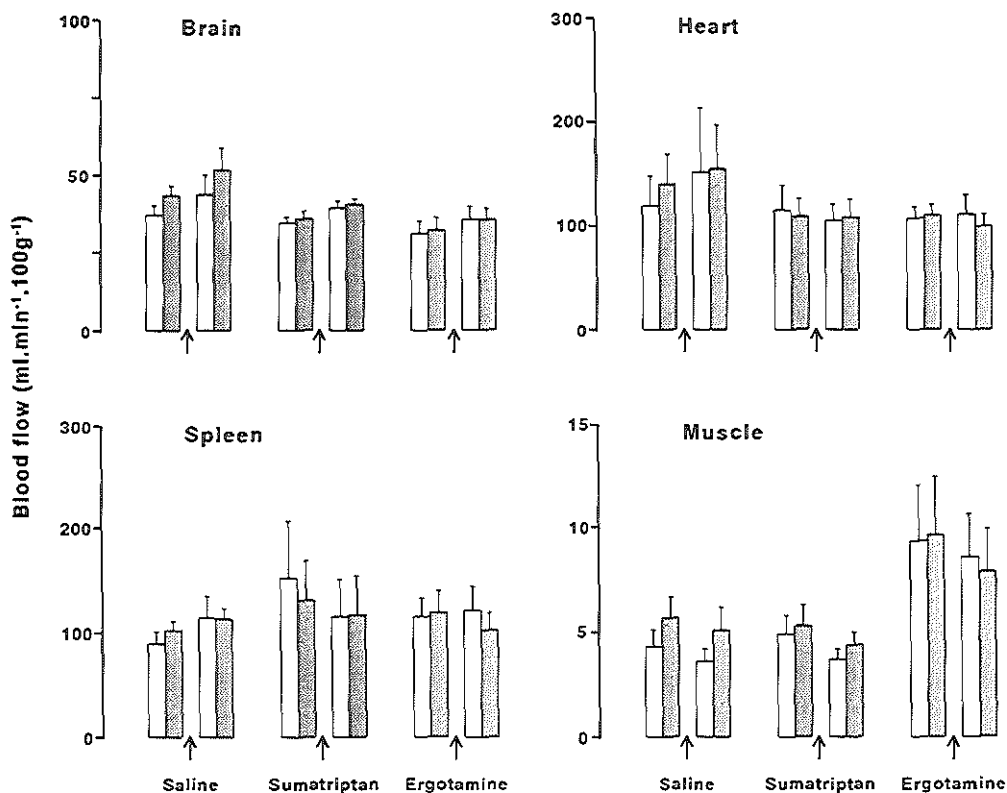 Blood flow (ml.min-¹,100g-¹)
Brain
100
50
0
Heart
300
200
100
0
Spleen
300
200
100
0
Muscle
15
10
5
0
Saline
Sumatriptan
Ergotamine
Saline
Sumatriptan
Ergotamine